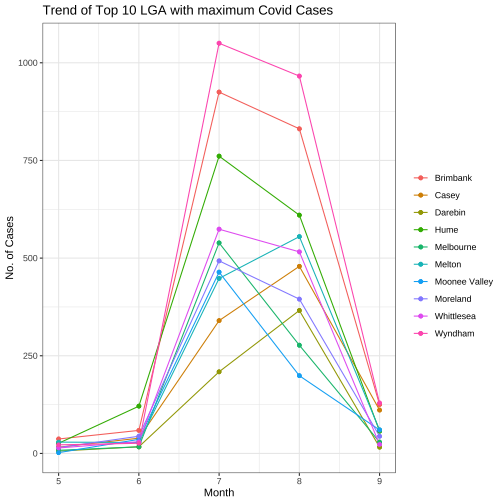 Trend of Top 10 LGA with maximum Covid Cases
1000
750
500
250
0
No. of Cases
5 6 7 8 9
Month
Brimbank
Casey
Darebin
Hume
Melbourne
Melton
Moonee Valley
Moreland
Whittlesea
Wyndham